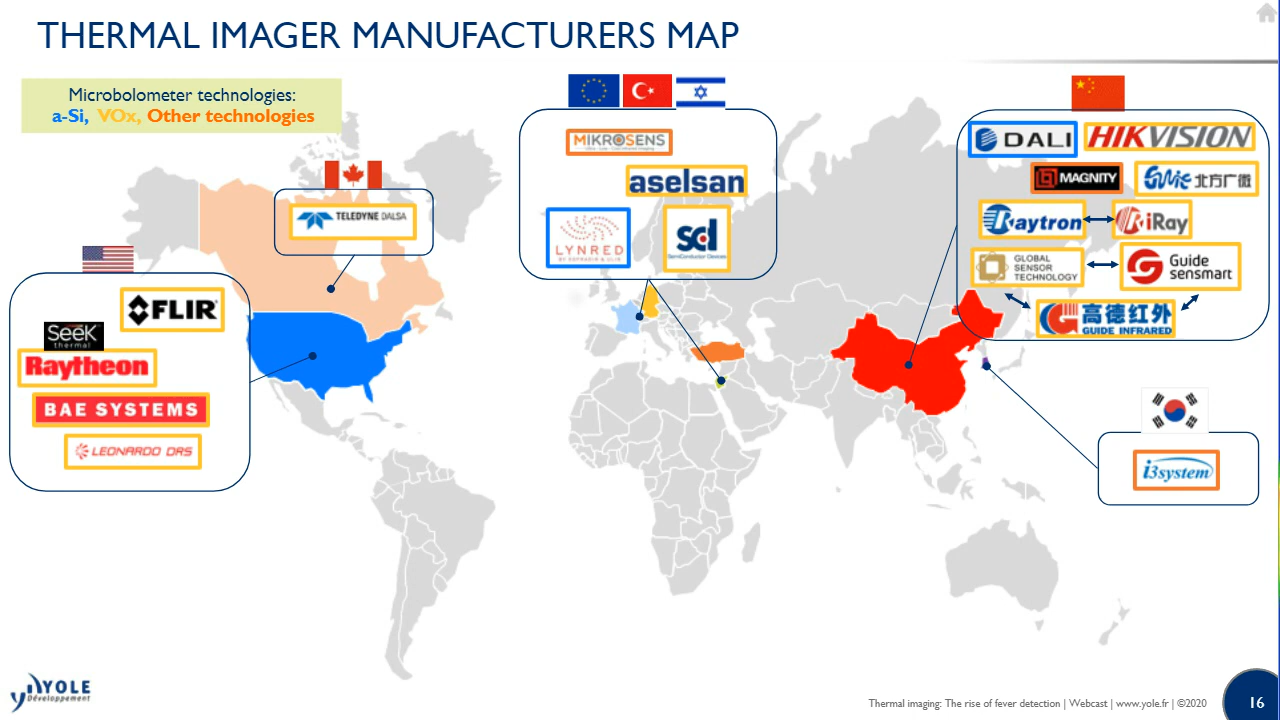 THERMAL IMAGER MANUFACTURERS MAP
Microbolometer technologies:
a-Si, VOx, Other technologies
TELEDYNE DALSA
FLIR
SeeK
thermal
Raytheon
BAE SYSTEMS
LEONARDO DRS
MIKROSENS
aselsan
LYNRED
BY SOFRADIR & ULIS
scd
SemiConductor Devices
DALI
HIKVISION
MAGNITY
北方广微
Raytron
iRay
GLOBAL
SENSOR
TECHNOLOGY
Guide
sensmart
高德红外
GUIDE INFRARED
i3system
YOLE
Développement
Thermal imaging: The rise of fever detection | Webcast | www.yole.fr | ©2020
16